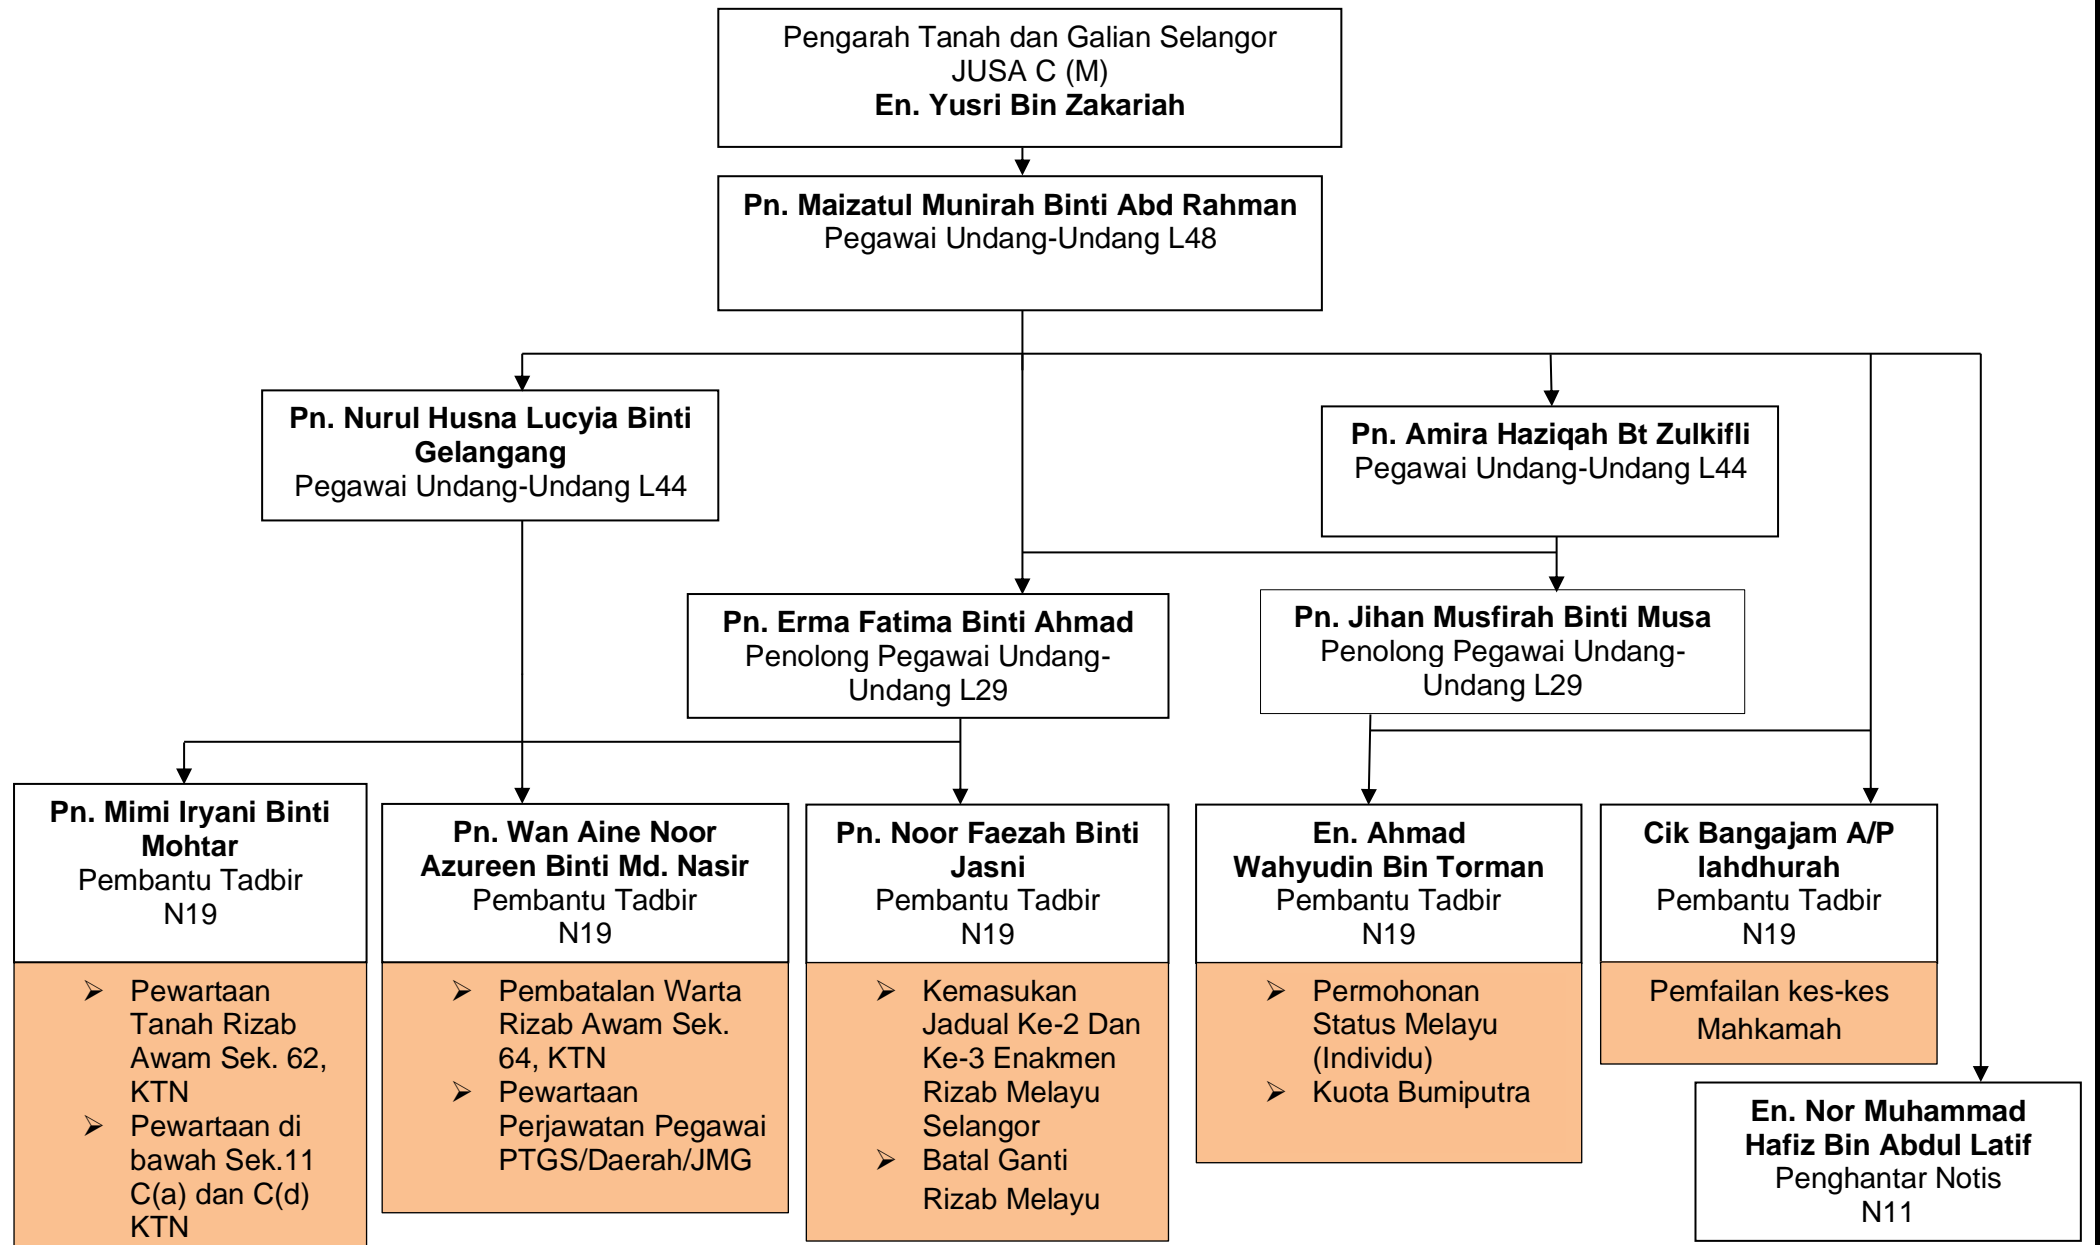 Pengarah Tanah dan Galian Selangor
JUSA C (M)
En. Yusri Bin Zakariah
Pn. Maizatul Munirah Binti Abd Rahman
Pegawai Undang-Undang L48
Pn. Nurul Husna Lucyia Binti
Gelangang
Pegawai Undang-Undang L44
Pn. Amira Haziqah Bt Zulkifli
Pegawai Undang-Undang L44
Pn. Erma Fatima Binti Ahmad
Penolong Pegawai Undang-
Undang L29
Pn. Jihan Musfirah Binti Musa
Penolong Pegawai Undang-
Undang L29
Pn. Mimi Iryani Binti
Mohtar
Pembantu Tadbir
N19
➢ Pewartaan
Tanah Rizab
Awam Sek. 62,
KTN
➢ Pewartaan di
bawah Sek.11
C(a) dan C(d)
KTN
Pn. Wan Aine Noor
Azureen Binti Md. Nasir
Pembantu Tadbir
N19
➢ Pembatalan Warta
Rizab Awam Sek.
64, KTN
➢ Pewartaan
Perjawatan Pegawai
PTGS/Daerah/JMG
Pn. Noor Faezah Binti
Jasni
Pembantu Tadbir
N19
➢ Kemasukan
Jadual Ke-2 Dan
Ke-3 Enakmen
Rizab Melayu
Selangor
➢ Batal Ganti
Rizab Melayu
En. Ahmad
Wahyudin Bin Torman
Pembantu Tadbir
N19
➢ Permohonan
Status Melayu
(Individu)
➢ Kuota Bumiputra
Cik Bangajam A/P
Iahdhurah
Pembantu Tadbir
N19
Pemfailan kes-kes
Mahkamah
En. Nor Muhammad
Hafiz Bin Abdul Latif
Penghantar Notis
N11